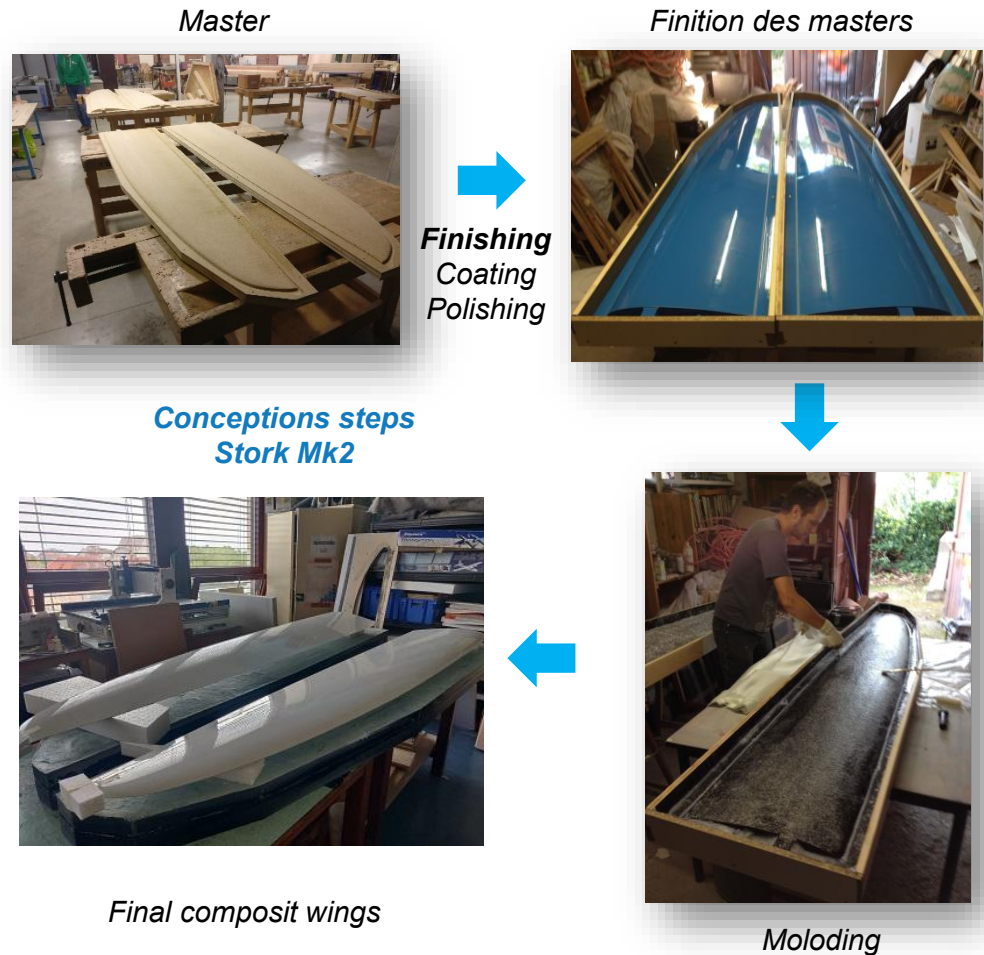 Master
Finition des masters
Finishing
Coating
Polishing
Conceptions steps
Stork Mk2
Final composit wings
Moloding